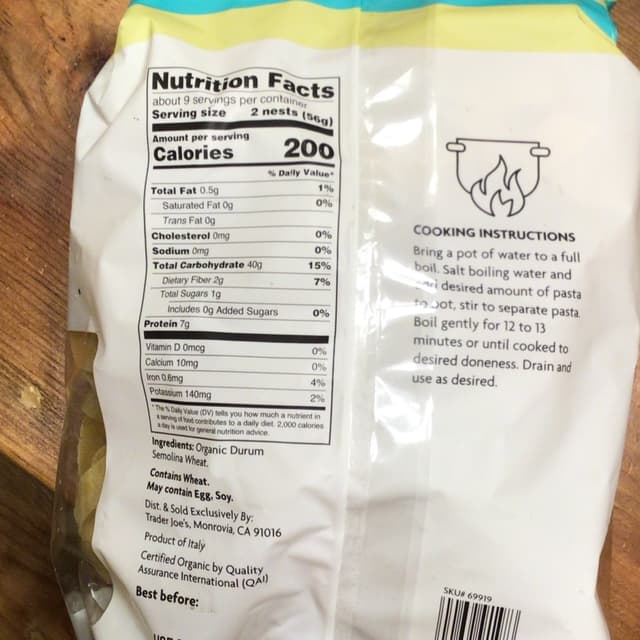 Nutrition Facts
about 9 servings per container
Serving size 2 nests (56g)
Amount per serving
Calories 200
% Daily Value*
Total Fat 0.5g 1%
Saturated Fat 0g 0%
Trans Fat 0g
Cholesterol 0mg 0%
Sodium 0mg 0%
Total Carbohydrate 40g 15%
Dietary Fiber 2g 7%
Total Sugars 1g
Includes 0g Added Sugars 0%
Protein 7g
Vitamin D 0mcg 0%
Calcium 10mg 0%
Iron 0.6mg 4%
Potassium 140mg 2%
*The % Daily Value (DV) tells you how much a nutrient in
a serving of food contributes to a daily diet. 2,000 calories
a day is used for general nutrition advice.
Ingredients: Organic Durum
Semolina Wheat.
Contains Wheat.
May contain Egg, Soy.
Dist. & Sold Exclusively By:
Trader Joe's, Monrovia, CA 91016
Product of Italy
Certified Organic by Quality
Assurance International (QAI)
Best before:
COOKING INSTRUCTIONS
Bring a pot of water to a full
boil. Salt boiling water and
add desired amount of pasta
to pot, stir to separate pasta.
Boil gently for 12 to 13
minutes or until cooked to
desired doneness. Drain and
use as desired.
SKU# 69919